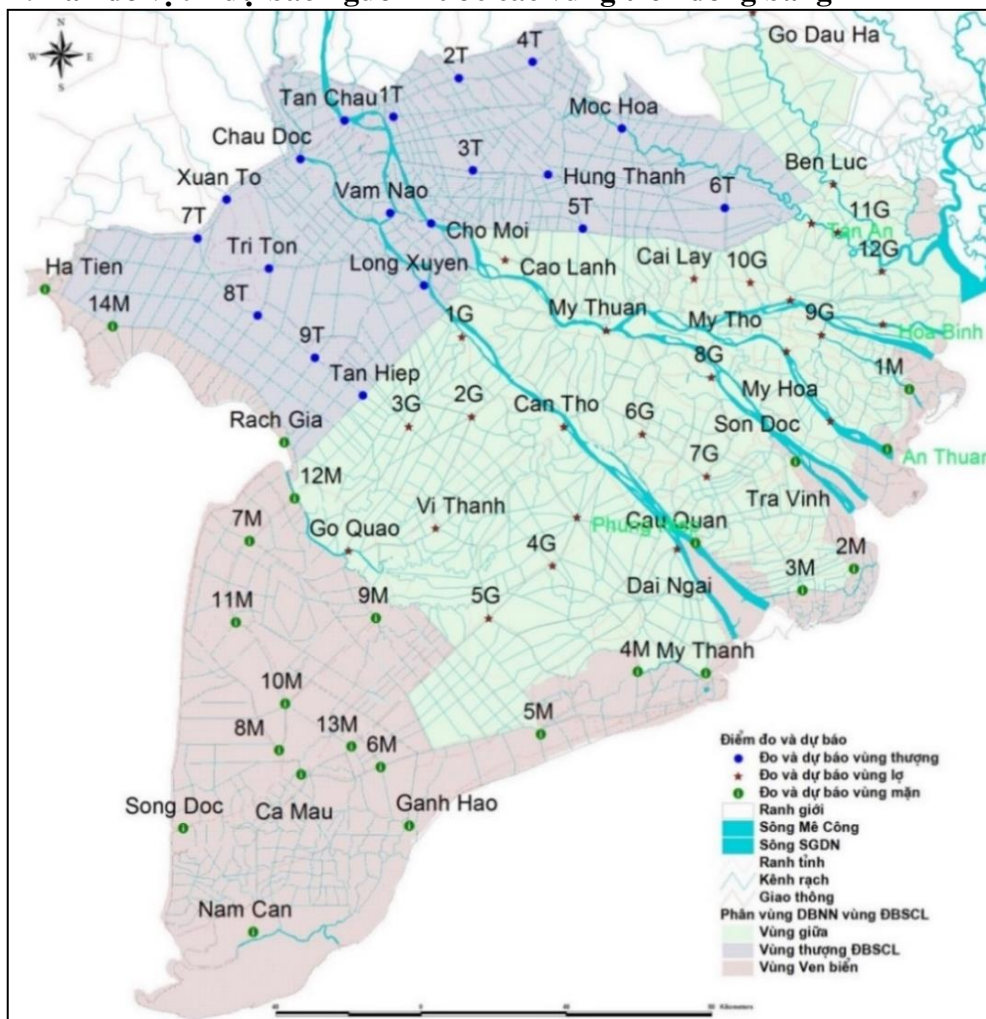 N
W
E
S
Go Dau Ha
4T
2T
Tan Chau
1T
Moc Hoa
Chau Doc
3T
Ben Luc
Xuan To
Vam Nao
Hung Thanh
6T
7T
5T
11G
Tan An
Tri Ton
Cho Moi
12G
Ha Tien
Long Xuyen
Cao Lanh
Cai Lay
10G
14M
8T
1G
My Thuan
My Tho
9G
Hoa Binh
9T
8G
1M
Tan Hiep
My Hoa
2G
3G
Can Tho
6G
Son Doc
Rach Gia
An Thuan
7G
12M
Vi Thanh
Tra Vinh
7M
Go Quao
Cau Quan
4G
2M
Dai Ngai
3M
11M
9M
5G
4M
My Thanh
10M
8M
13M
6M
5M
Song Doc
Ca Mau
Ganh Hao
Nam Can
Điểm đo và dự báo
Đo và dự báo vùng thượng
Đo và dự báo vùng lợ
Đo và dự báo vùng mặn
Ranh giới
Sông Mê Công
Sông SGDN
Ranh tỉnh
Kênh rạch
Giao thông
Phân vùng DBNN vùng ĐBSCL
Vùng giữa
Vùng thượng ĐBSCL
Vùng Ven biển
0
Kilometers